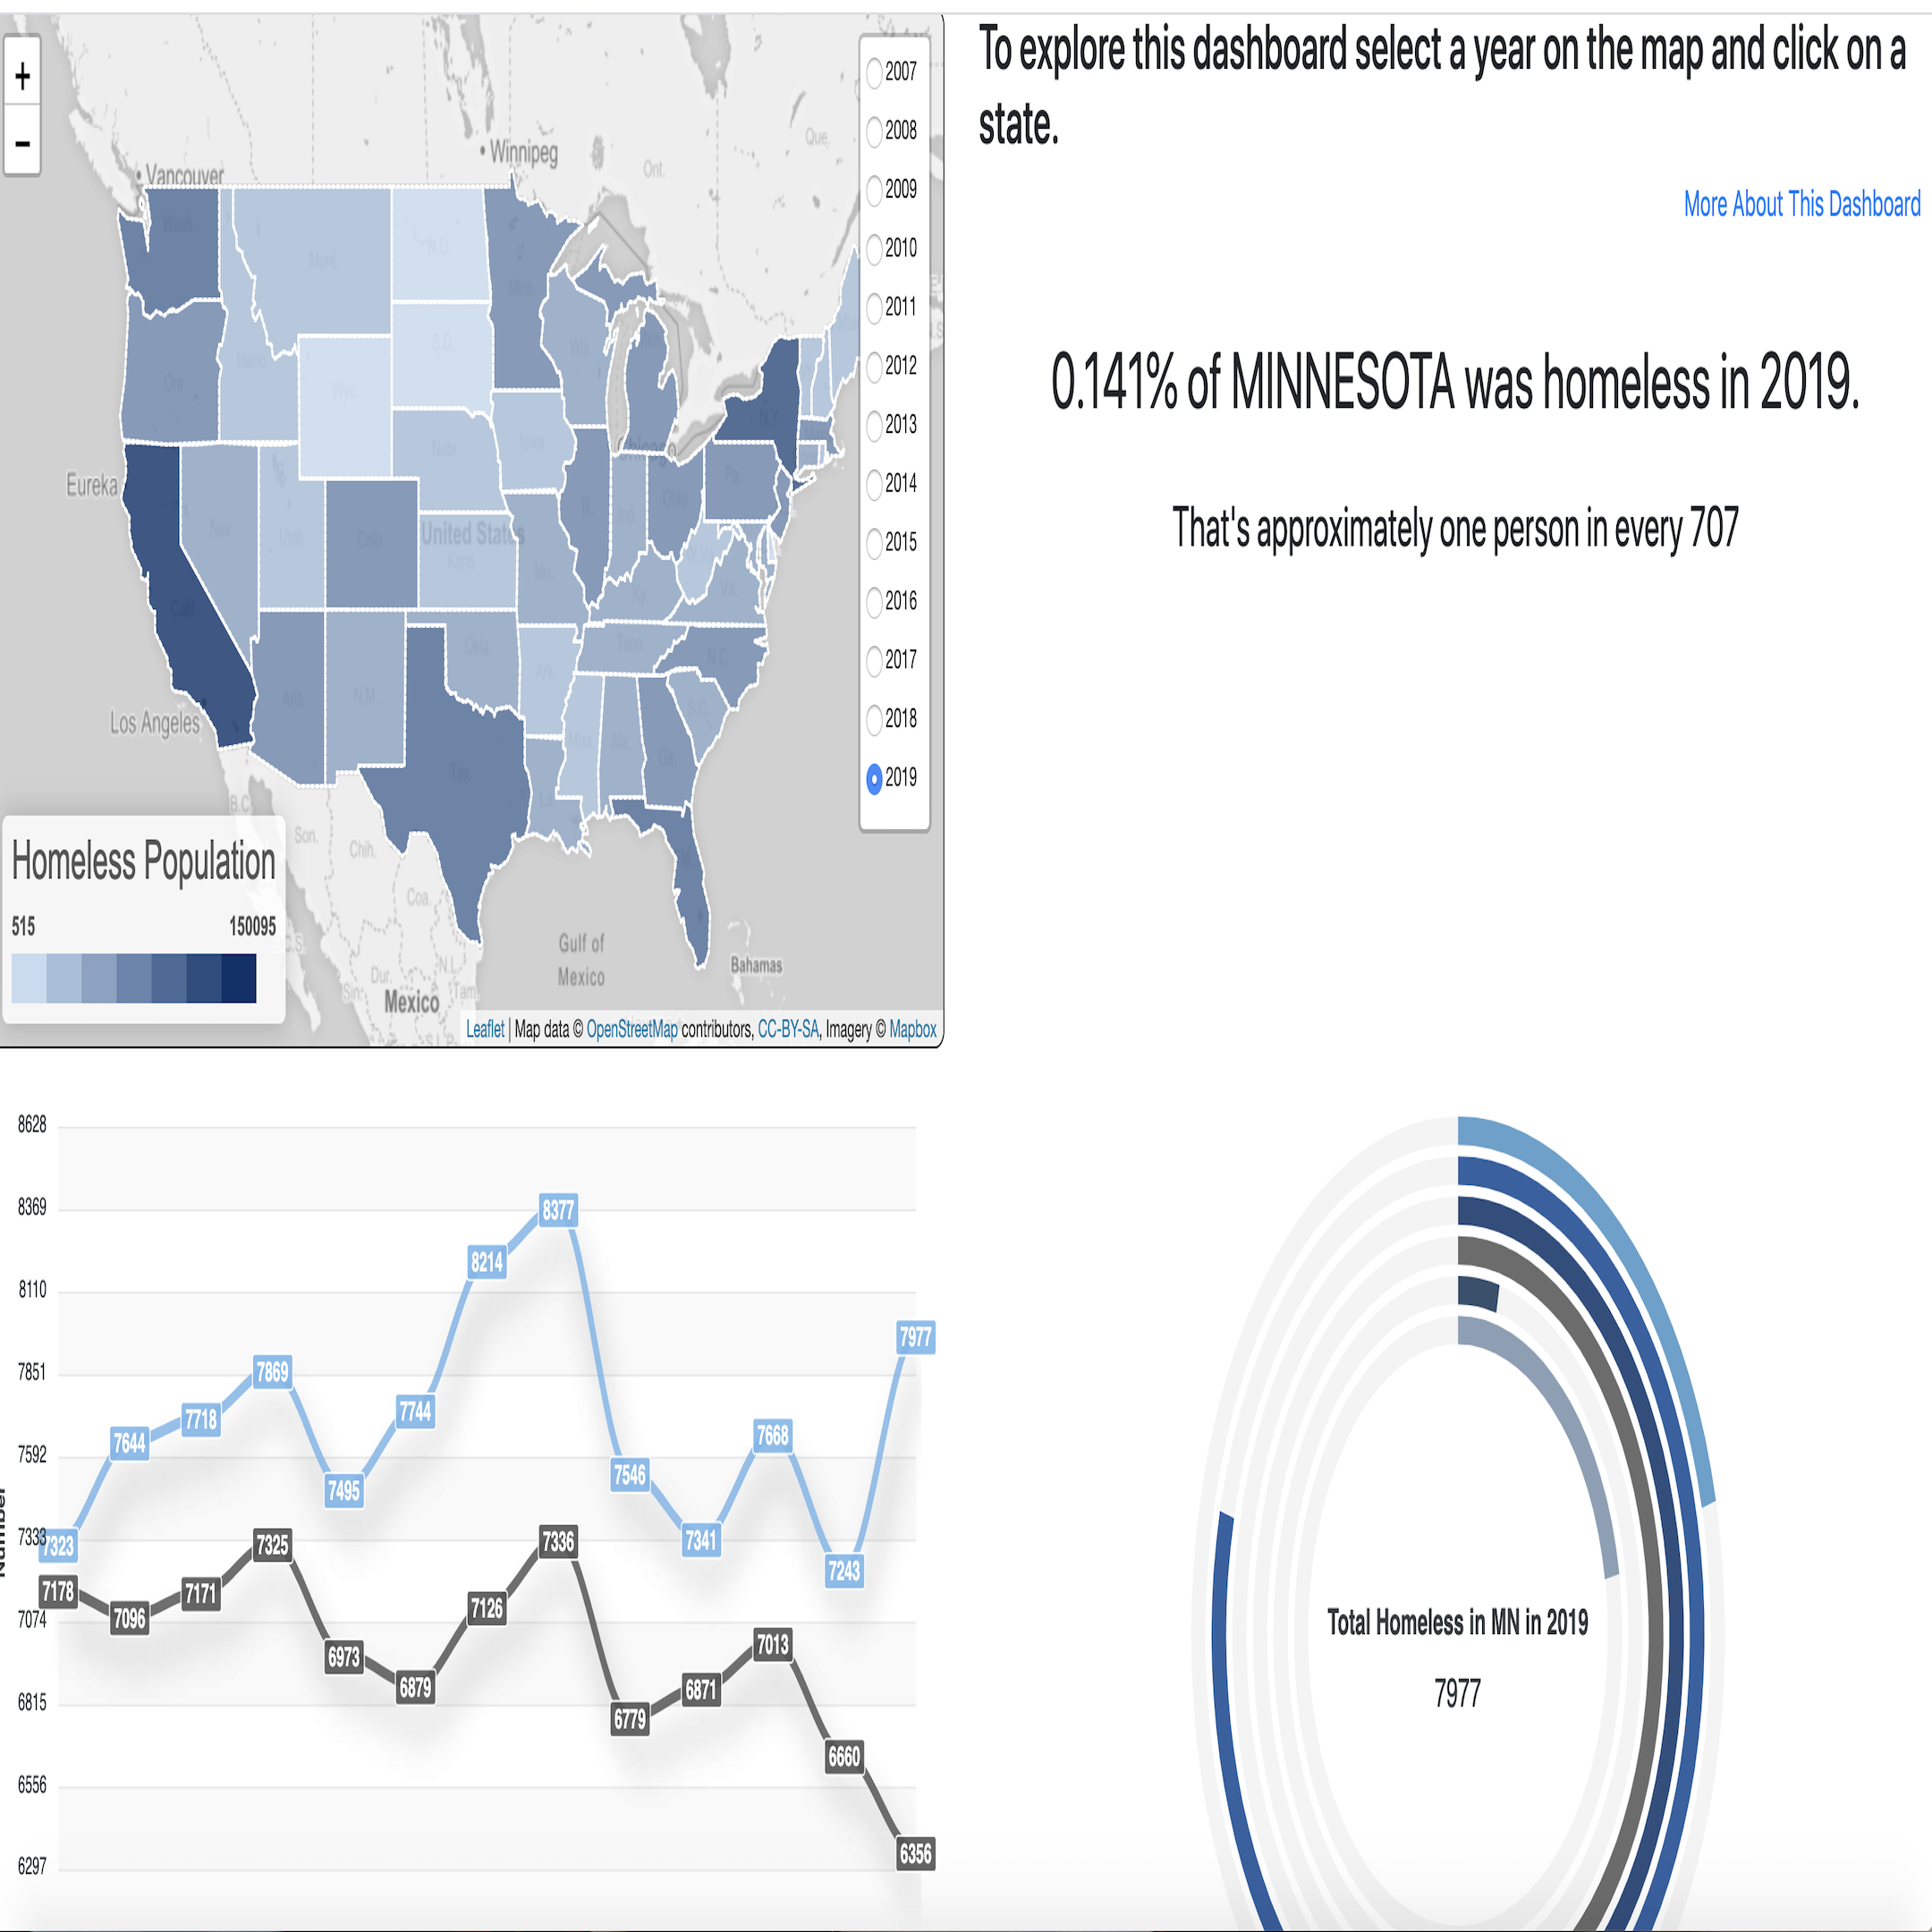 To explore this dashboard select a year on the map and click on a
state.
More About This Dashboard
0.141% of MINNESOTA was homeless in 2019.
That's approximately one person in every 707
+
−
2007
2008
2009
2010
2011
2012
2013
2014
2015
2016
2017
2018
2019
Winnipeg
Vancouver
Ont.
Que.
Wash.
Mont.
N.D.
Minn.
Ore.
Idaho
Wyo.
S.D.
Wis.
N.Y.
Iowa
Nebr.
Chicago
Eureka
Nev.
Utah
Colo.
United States
Kans.
Mo.
Ill.
Ind.
Ohio
Pa.
W.Va.
Va.
Ky.
Calif.
Los Angeles
Ariz.
N.M.
Okla.
Ark.
Tenn.
N.C.
S.C.
Tex.
La.
Miss.
Ala.
Ga.
B.C.
Son.
Chih.
Coa.
N.L.
Dur.
Sin.
Tam.
Mexico
Gulf of
Mexico
Bahamas
Homeless Population
515 150095
Leaflet | Map data © OpenStreetMap contributors, CC-BY-SA, Imagery © Mapbox
8628
8369
8110
7851
7592
7333
7074
6815
6556
6297
7323
7644
7718
7869
7495
7744
8214
8377
7546
7341
7668
7243
7977
7178
7096
7171
7325
6973
6879
7126
7336
6779
6871
7013
6660
6356
Total Homeless in MN in 2019
7977